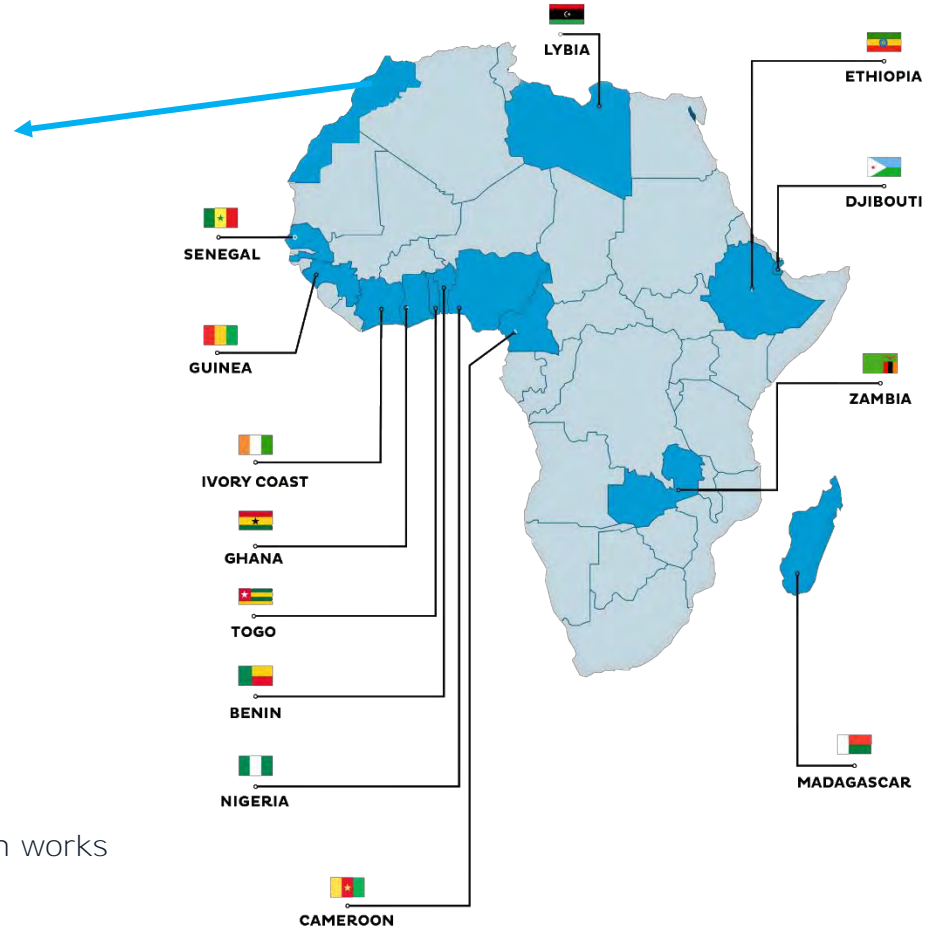 LYBIA
ETHIOPIA
DJIBOUTI
SENEGAL
GUINEA
ZAMBIA
IVORY COAST
GHANA
TOGO
BENIN
MADAGASCAR
NIGERIA
works
CAMEROON